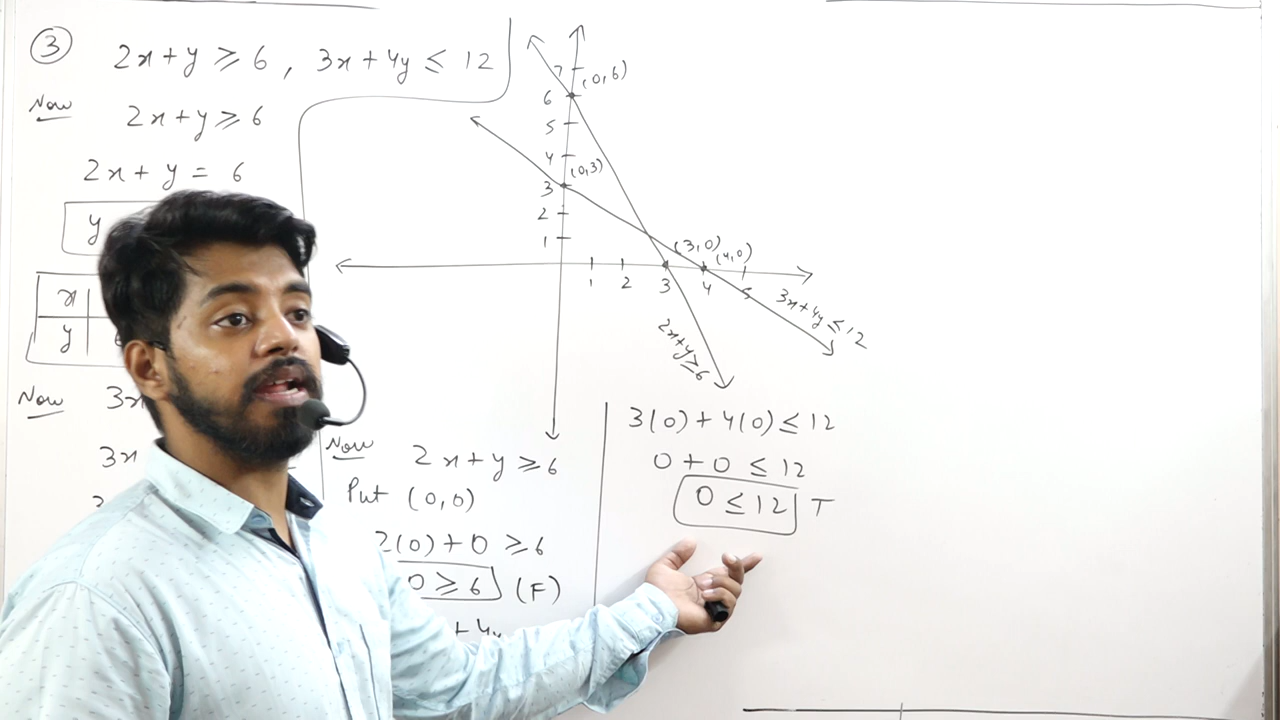 3 2x+y ≥ 6, 3x+4y ≤ 12
Now 2x+y ≥ 6
2x+y = 6
y
x
y
Now 3x
3x
Now 2x+y ≥ 6
Put (0,0)
2(0)+0 ≥ 6
0 ≥ 6 (F)
+4y
7
(0,6)
6
5
4
(0,3)
3
2
1
(3,0) (4,0)
1 2 3 4 5
3x+4y ≤ 12
2x+y ≥ 6
3(0)+4(0) ≤ 12
0+0 ≤ 12
0 ≤ 12 T